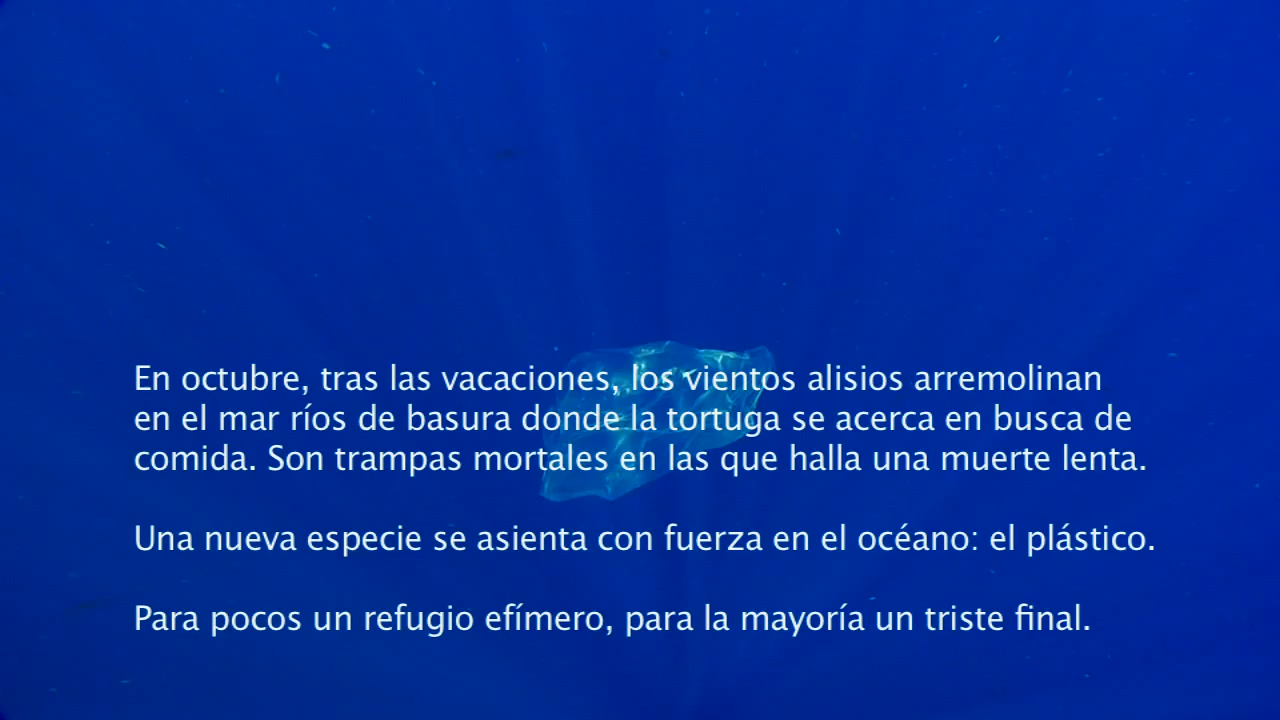 En octubre, tras las vacaciones, los vientos alisios arremolinan
en el mar ríos de basura donde la tortuga se acerca en busca de
comida. Son trampas mortales en las que halla una muerte lenta.
Una nueva especie se asienta con fuerza en el océano: el plástico.
Para pocos un refugio efímero, para la mayoría un triste final.